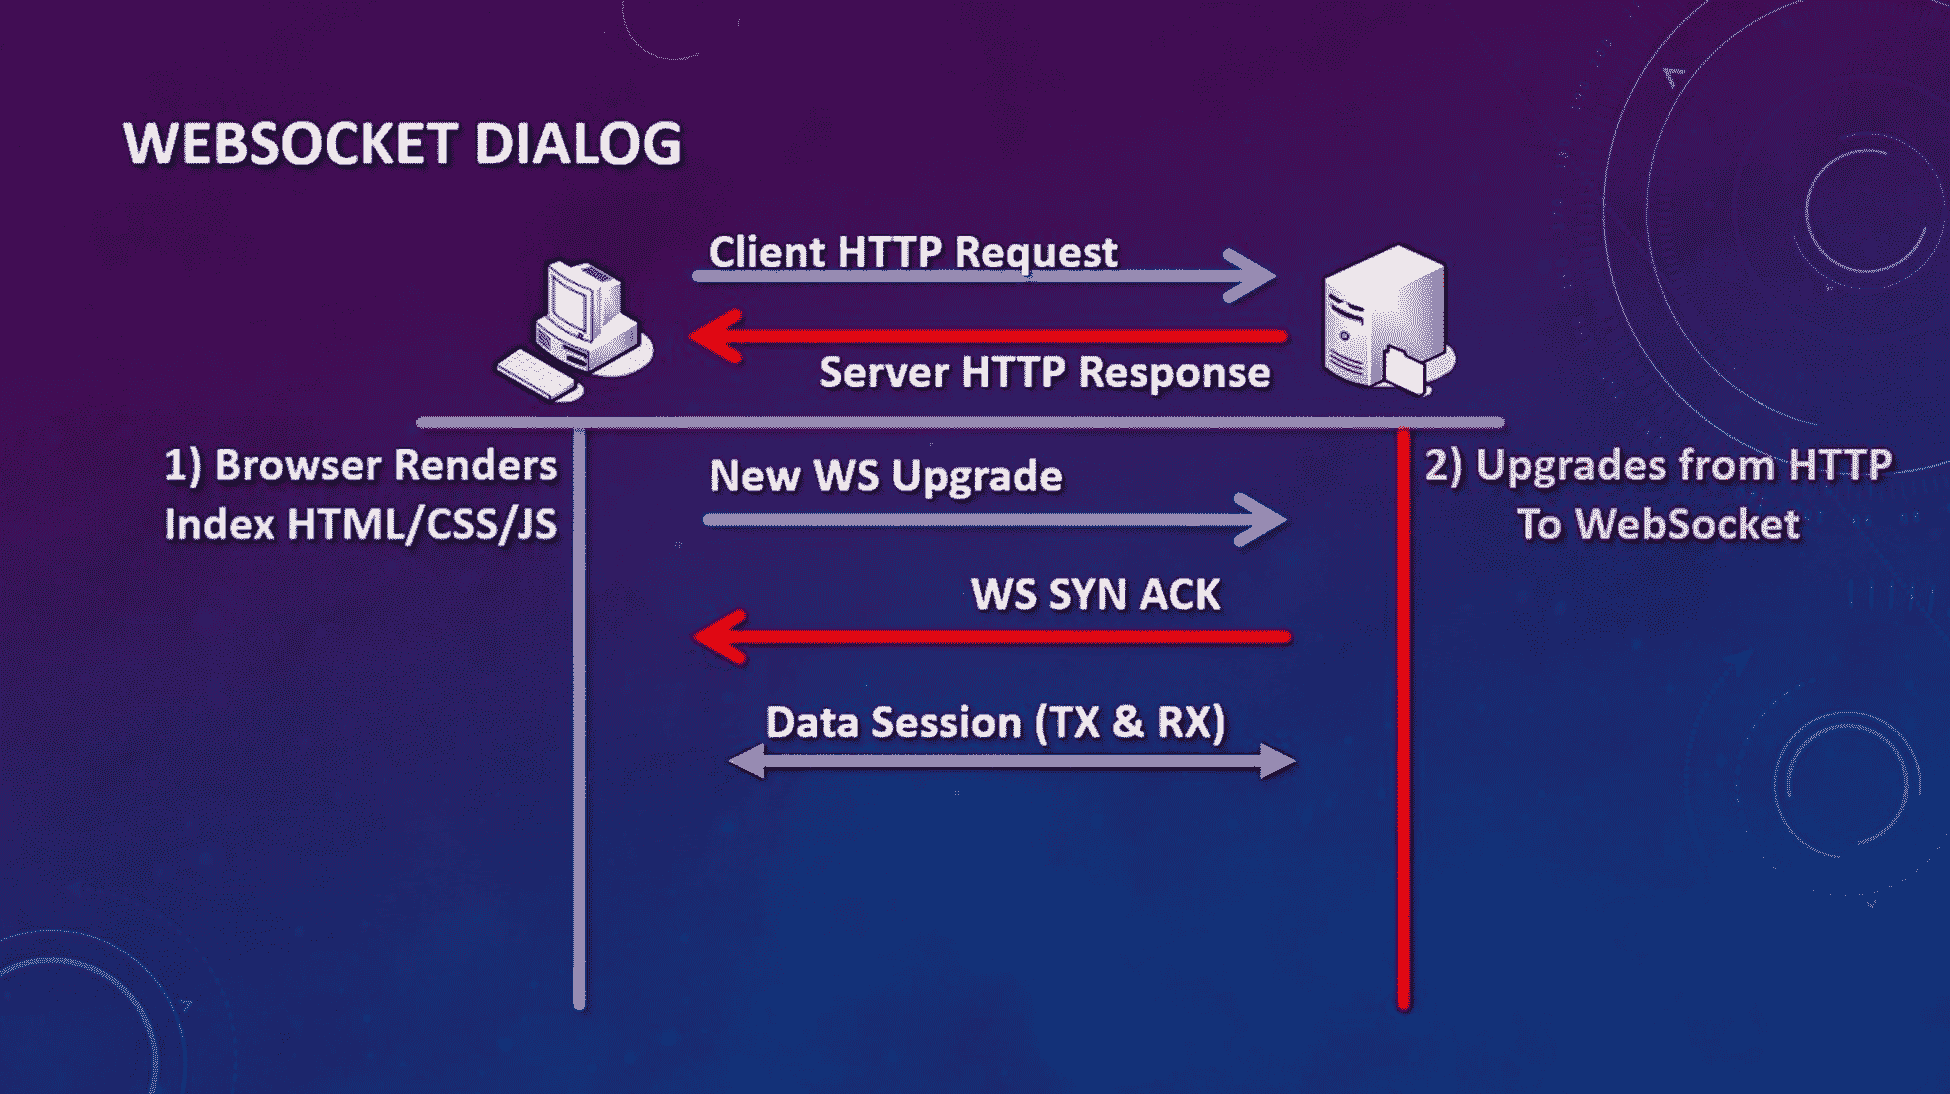 WEBSOCKET DIALOG
Client HTTP Request
Server HTTP Response
1) Browser Renders
Index HTML/CSS/JS
New WS Upgrade
2) Upgrades from HTTP
To WebSocket
WS SYN ACK
Data Session (TX & RX)